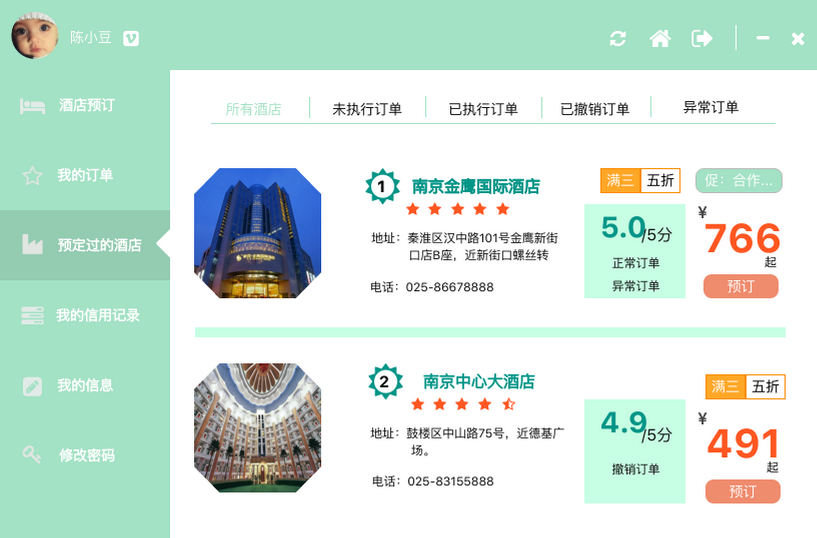 陈小豆
酒店预订
我的订单
预定过的酒店
我的信用记录
我的信息
修改密码
所有酒店
未执行订单
已执行订单
已撤销订单
异常订单
1
南京金鹰国际酒店
地址：秦淮区汉中路101号金鹰新街
口店B座，近新街口螺丝转
电话：025-86678888
5.0/5分
正常订单
异常订单
满三 五折
促：合作...
¥
766
起
预订
2
南京中心大酒店
地址：鼓楼区中山路75号，近德基广
场。
电话：025-83155888
4.9/5分
撤销订单
满三 五折
¥
491
起
预订